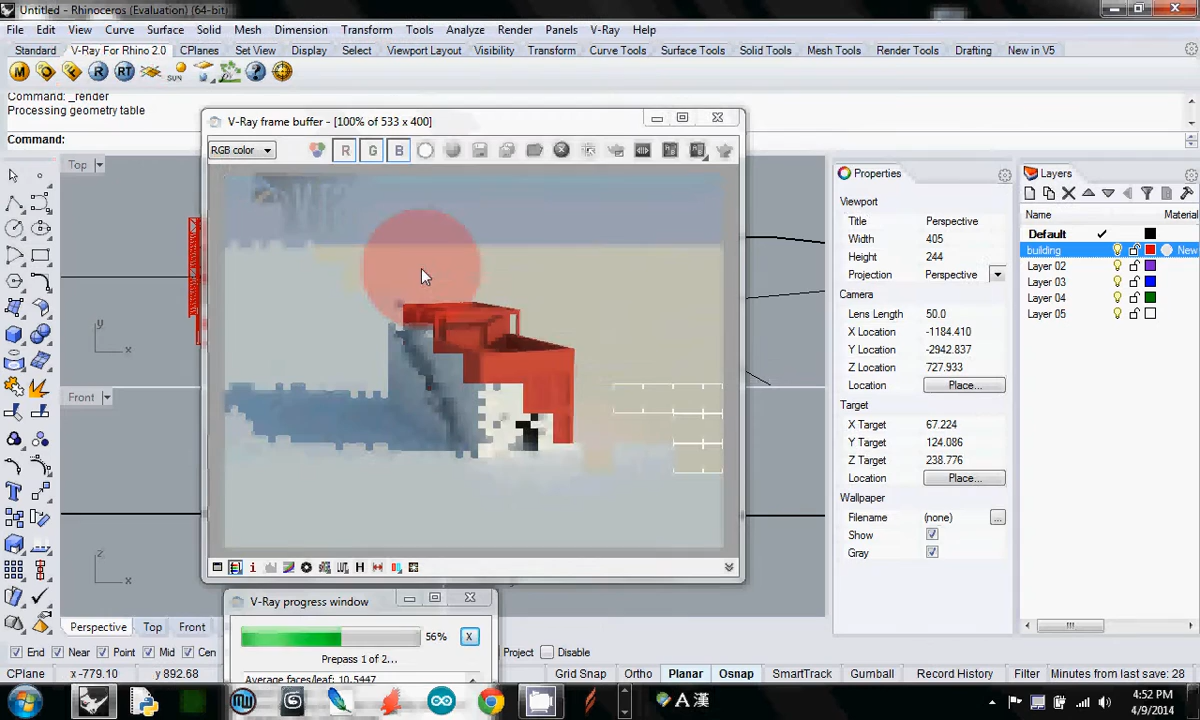 Untitled - Rhinoceros (Evaluation) (64-bit)
File Edit View Curve Surface Solid Mesh Dimension Transform Tools Analyze Render Panels V-Ray Help
Standard V-Ray For Rhino 2.0 CPlanes Set View Display Select Viewport Layout Visibility Transform Curve Tools Surface Tools Solid Tools Mesh Tools Render Tools Drafting New in V5
M R RT SUN
Command: _render
Processing geometry table
Command:
V-Ray frame buffer - [100% of 533 x 400]
RGB color R G B
Top
y
x
Front
z
x
Properties
Viewport
Title Perspective
Width 405
Height 244
Projection Perspective
Camera
Lens Length 50.0
X Location -1184.410
Y Location -2942.837
Z Location 727.933
Location Place...
Target
X Target 67.224
Y Target 124.086
Z Target 238.776
Location Place...
Wallpaper
Filename (none) ...
Show
Gray
Layers
Name Material
Default
building New
Layer 02
Layer 03
Layer 04
Layer 05
V-Ray progress window
56% X
Prepass 1 of 2...
Average faces/leaf: 10.5447
Perspective Top Front
End Near Point Mid Cen Project Disable
CPlane x -779.10 y 892.68 Grid Snap Ortho Planar Osnap SmartTrack Gumball Record History Filter Minutes from last save: 28
A 漢
4:52 PM
4/9/2014